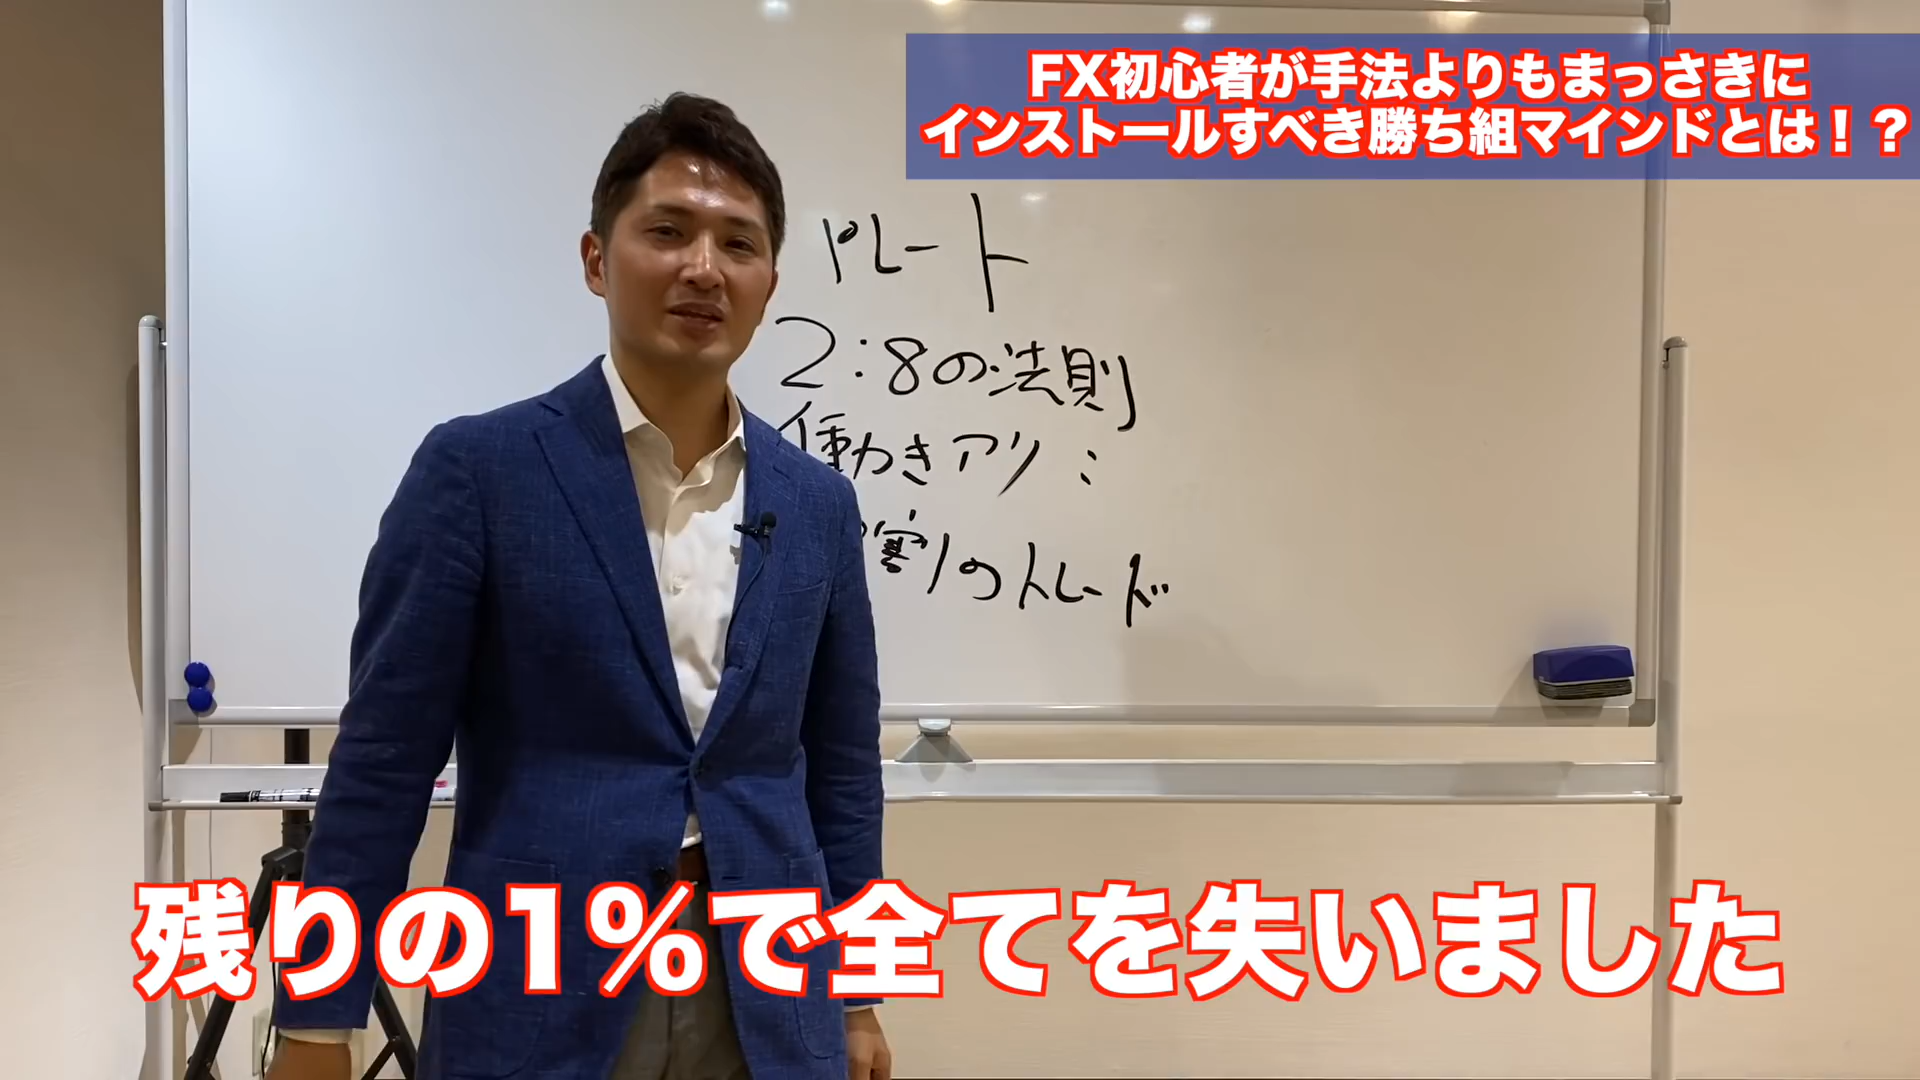 FX初心者が手法よりもまっさきに
インストールすべき勝ち組マインドとは！？
パレート
2:8の法則
働きアリ:
割のトレード
残りの1%で全てを失いました